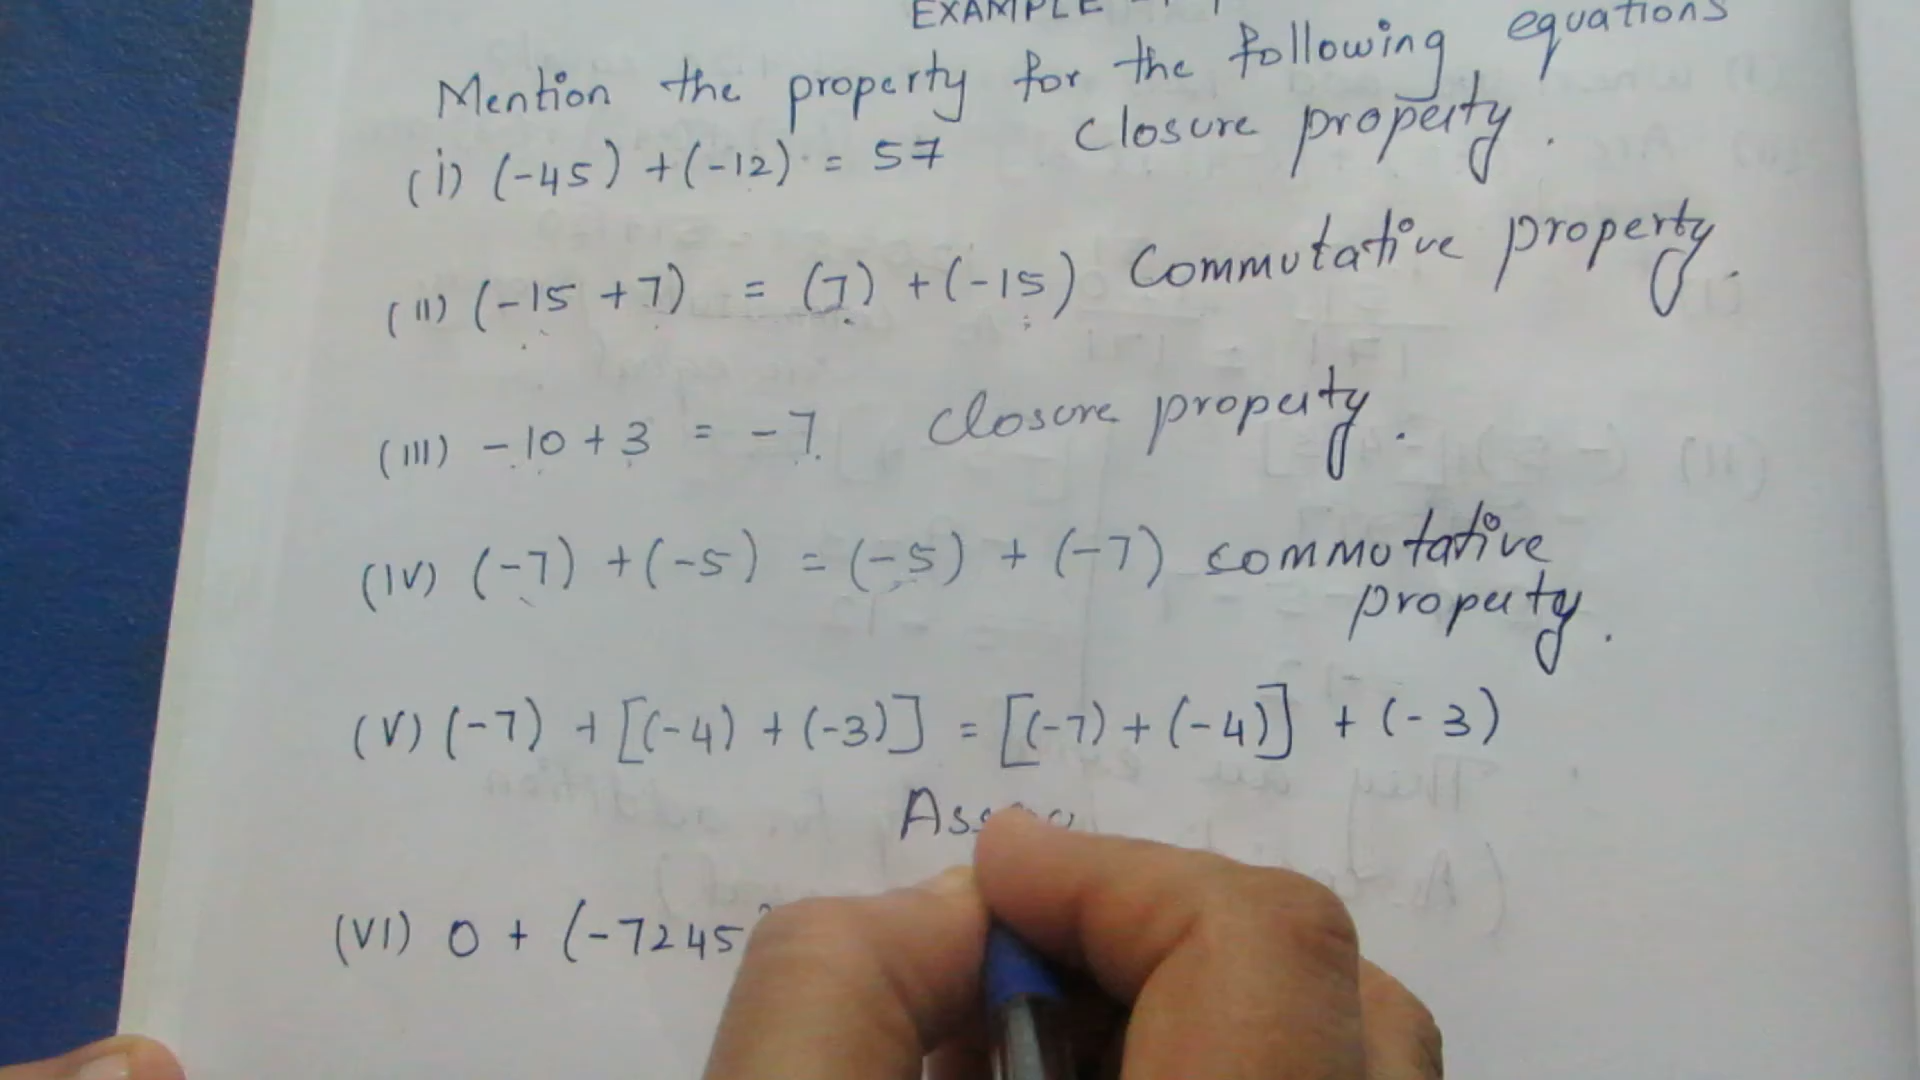 EXAMPLE
Mention the property for the following equations
(i) (-45) + (-12) = 57 Closure property.
(II) (-15 + 7) = (7) + (-15) Commutative property.
(III) -10 + 3 = -7. Closure property.
(IV) (-7) + (-5) = (-5) + (-7) commutative
property.
(V) (-7) + [(-4) + (-3)] = [(-7) + (-4)] + (-3)
(VI) 0 + (-7245